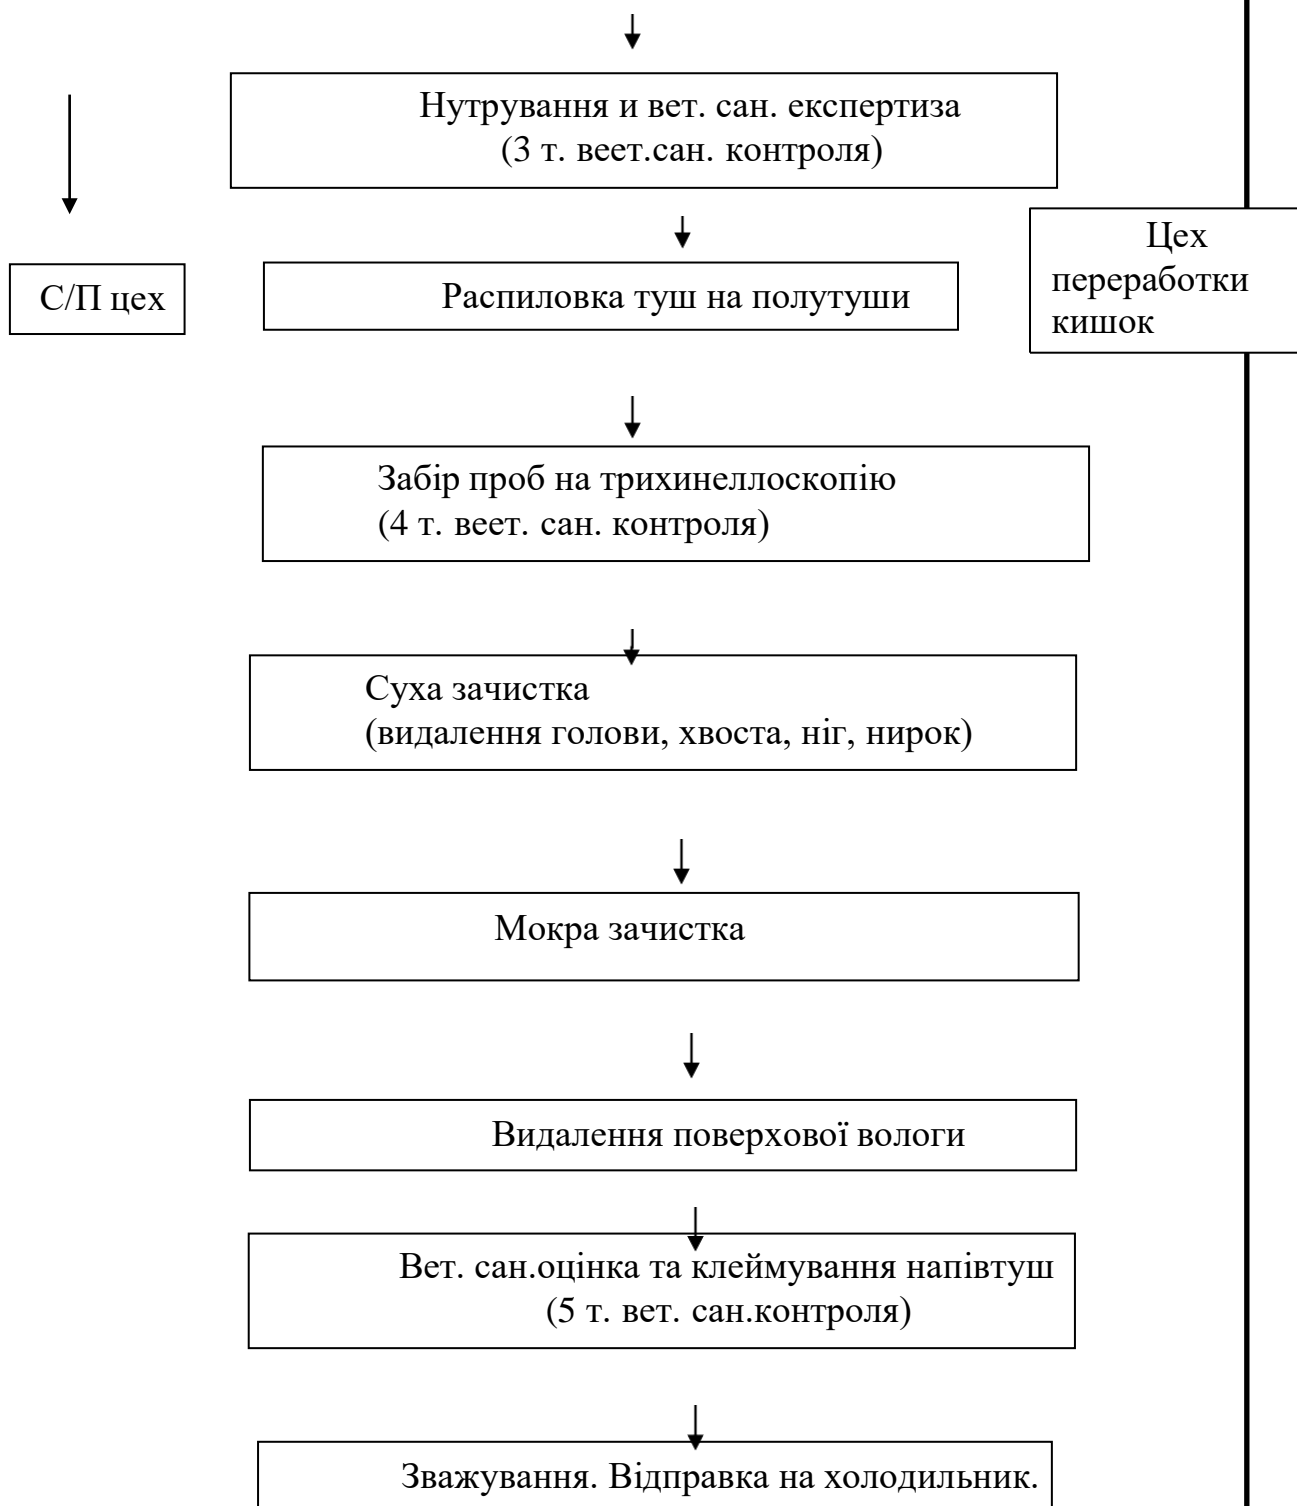 Нутрування и вет. сан. експертиза
(3 т. веет.сан. контроля)
Цех
переработки
кишок
С/П цех
Распиловка туш на полутуши
Забір проб на трихинеллоскопію
(4 т. веет. сан. контроля)
Суха зачистка
(видалення голови, хвоста, ніг, нирок)
Мокра зачистка
Видалення поверхової вологи
Вет. сан.оцінка та клеймування напівтуш
(5 т. вет. сан.контроля)
Зважування. Відправка на холодильник.